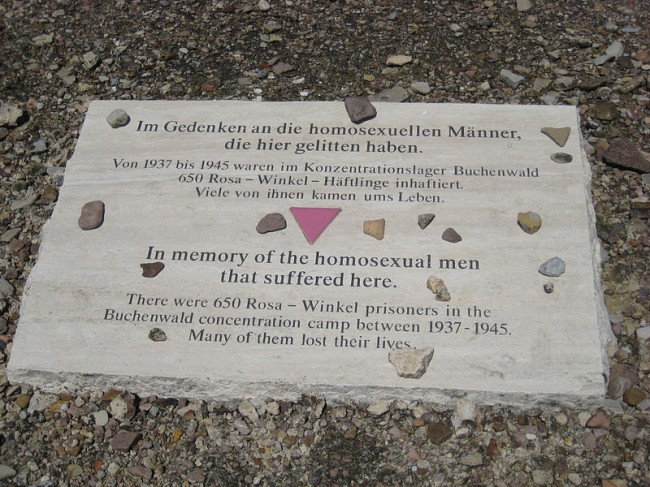 Im Gedenken an die homosexuellen Männer,
die hier gelitten haben.
Von 1937 bis 1945 waren im Konzentrationslager Buchenwald
650 Rosa – Winkel – Häftlinge inhaftiert.
Viele von ihnen kamen ums Leben.
In memory of the homosexual men
that suffered here.
There were 650 Rosa – Winkel prisoners in the
Buchenwald concentration camp between 1937-1945.
Many of them lost their lives.